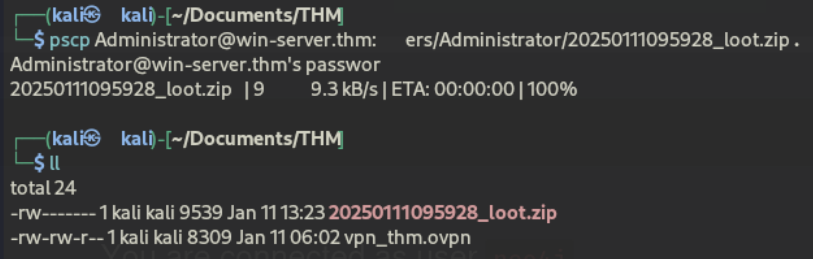 ┌──(kali㉿kali)-[~/Documents/THM]
└─$ pscp Administrator@win-server.thm: ers/Administrator/20250111095928_loot.zip .
Administrator@win-server.thm's passwor
20250111095928_loot.zip | 9 9.3 kB/s | ETA: 00:00:00 | 100%
┌──(kali㉿kali)-[~/Documents/THM]
└─$ ll
total 24
-rw------- 1 kali kali 9539 Jan 11 13:23 20250111095928_loot.zip
-rw-rw-r-- 1 kali kali 8309 Jan 11 06:02 vpn_thm.ovpn